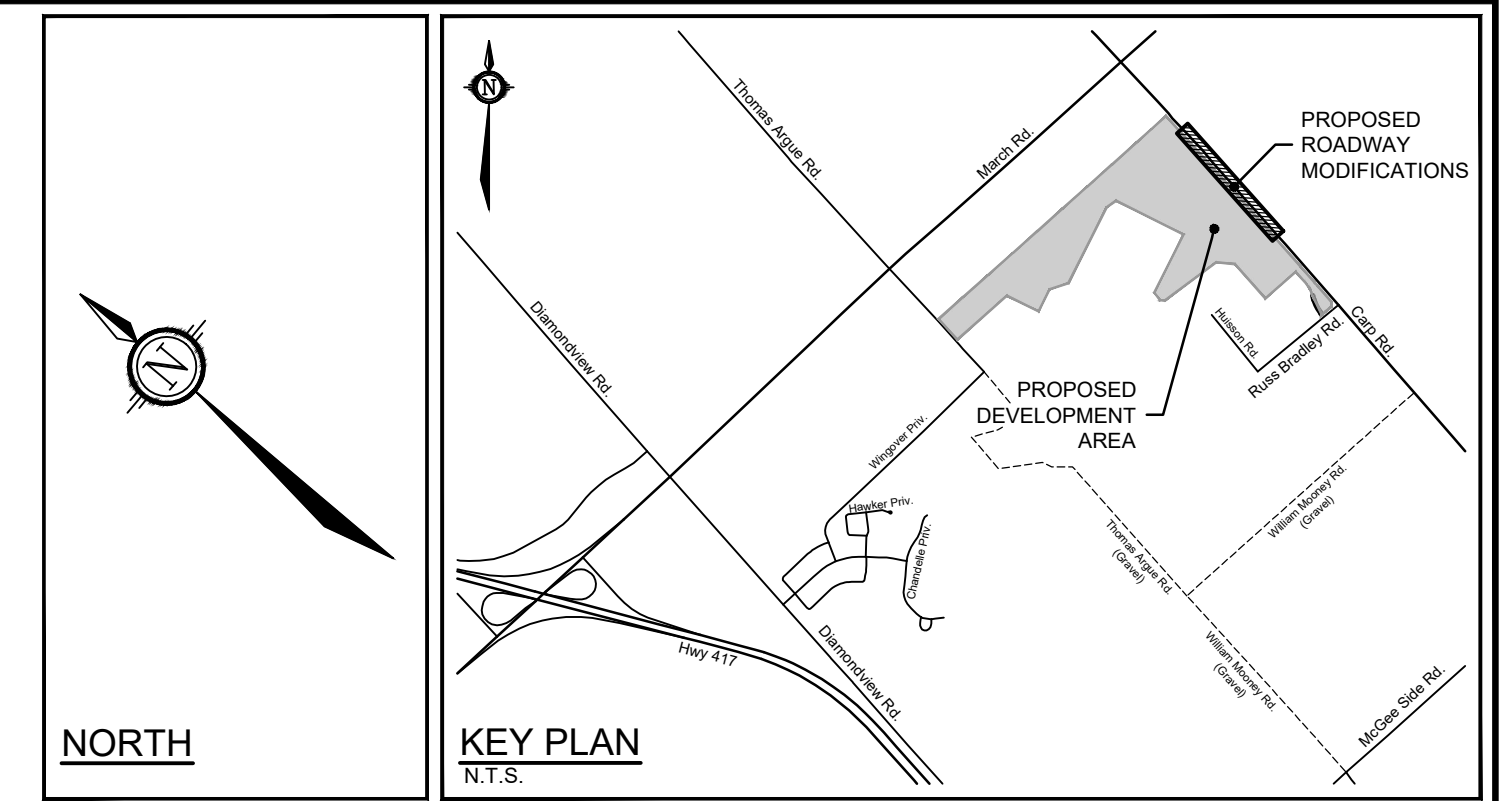 N
NORTH
N
Thomas Argue Rd.
March Rd.
PROPOSED
ROADWAY
MODIFICATIONS
Diamondview Rd.
Huisson Rd.
Carp Rd.
Russ Bradley Rd.
PROPOSED
DEVELOPMENT
AREA
Wingover Priv.
Hawker Priv.
Chandelle Priv.
William Mooney Rd.
(Gravel)
Thomas Argue Rd.
(Gravel)
Hwy 417
Diamondview Rd.
William Mooney Rd.
(Gravel)
McGee Side Rd.
KEY PLAN
N.T.S.